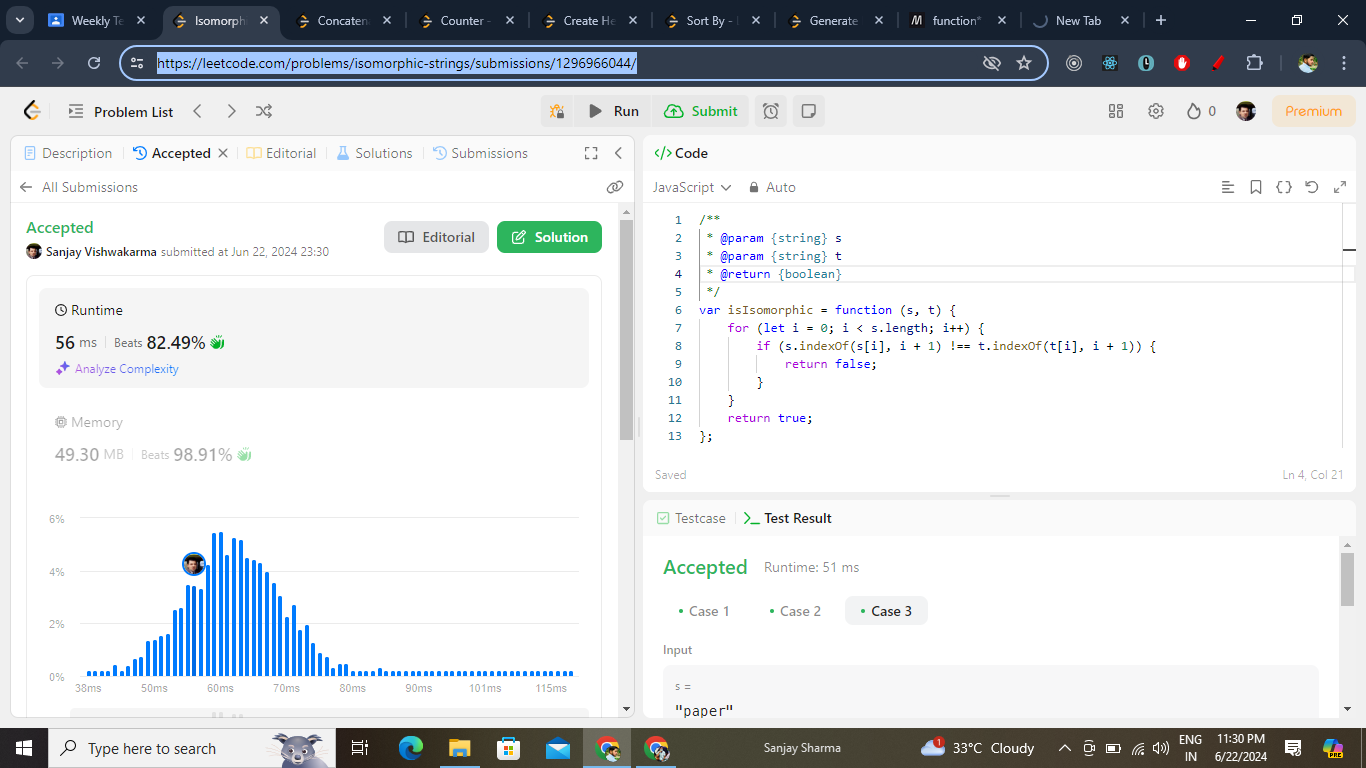 Weekly Te
Isomorph
Concaten
Counter -
Create He
Sort By -
Generate
function*
New Tab
https://leetcode.com/problems/isomorphic-strings/submissions/1296966044/
Problem List
Run
Submit
0
Premium
Description
Accepted
Editorial
Solutions
Submissions
All Submissions
Accepted
Sanjay Vishwakarma submitted at Jun 22, 2024 23:30
Editorial
Solution
Runtime
56 ms
Beats 82.49%
Analyze Complexity
Memory
49.30 MB
Beats 98.91%
6%
4%
2%
0%
38ms 50ms 60ms 70ms 80ms 90ms 101ms 115ms
</> Code
JavaScript
Auto
1 /**
2 * @param {string} s
3 * @param {string} t
4 * @return {boolean}
5 */
6 var isIsomorphic = function (s, t) {
7 for (let i = 0; i < s.length; i++) {
8 if (s.indexOf(s[i], i + 1) !== t.indexOf(t[i], i + 1)) {
9 return false;
10 }
11 }
12 return true;
13 };
Saved
Ln 4, Col 21
Testcase
Test Result
Accepted
Runtime: 51 ms
• Case 1
• Case 2
• Case 3
Input
s =
"paper"
Type here to search
Sanjay Sharma
1
33°C Cloudy
ENG
IN
11:30 PM
6/22/2024
PRE